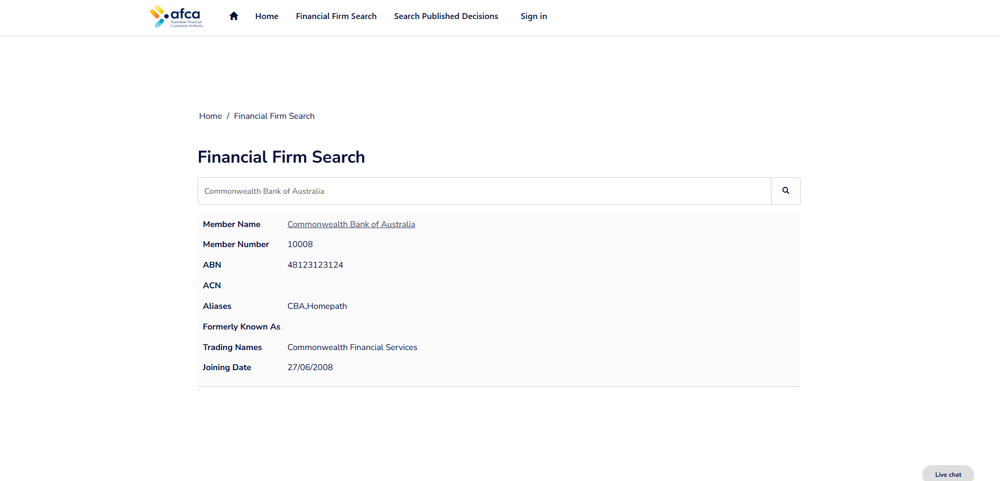 afca
Australian Financial
Complaints Authority
Home
Financial Firm Search
Search Published Decisions
Sign in
Home / Financial Firm Search
Financial Firm Search
Commonwealth Bank of Australia
Member Name Commonwealth Bank of Australia
Member Number 10008
ABN 48123123124
ACN
Aliases CBA,Homepath
Formerly Known As
Trading Names Commonwealth Financial Services
Joining Date 27/06/2008
Live chat